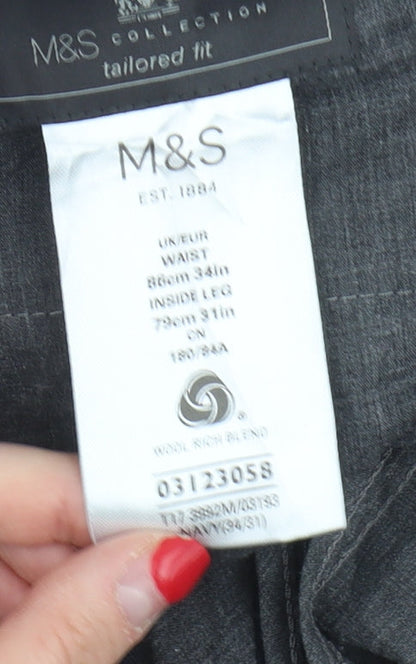 M&S COLLECTION
tailored fit
M&S
EST. 1884
UK/EUR
WAIST
86cm 34in
INSIDE LEG
79cm 31in
CN
180/84A
WOOL RICH BLEND
03123058
T17 3992M/03193
NAVY(34/31)